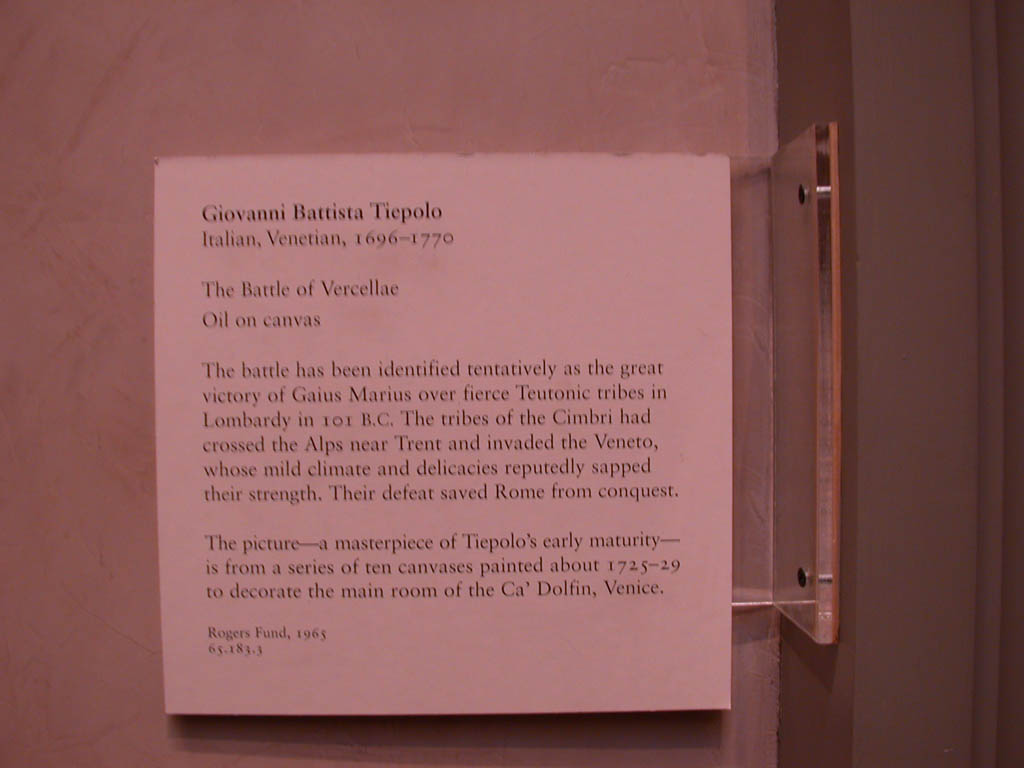 Giovanni Battista Tiepolo
Italian, Venetian, 1696–1770
The Battle of Vercellae
Oil on canvas
The battle has been identified tentatively as the great
victory of Gaius Marius over fierce Teutonic tribes in
Lombardy in 101 B.C. The tribes of the Cimbri had
crossed the Alps near Trent and invaded the Veneto,
whose mild climate and delicacies reputedly sapped
their strength. Their defeat saved Rome from conquest.
The picture—a masterpiece of Tiepolo's early maturity—
is from a series of ten canvases painted about 1725–29
to decorate the main room of the Ca' Dolfin, Venice.
Rogers Fund, 1965
65.183.3